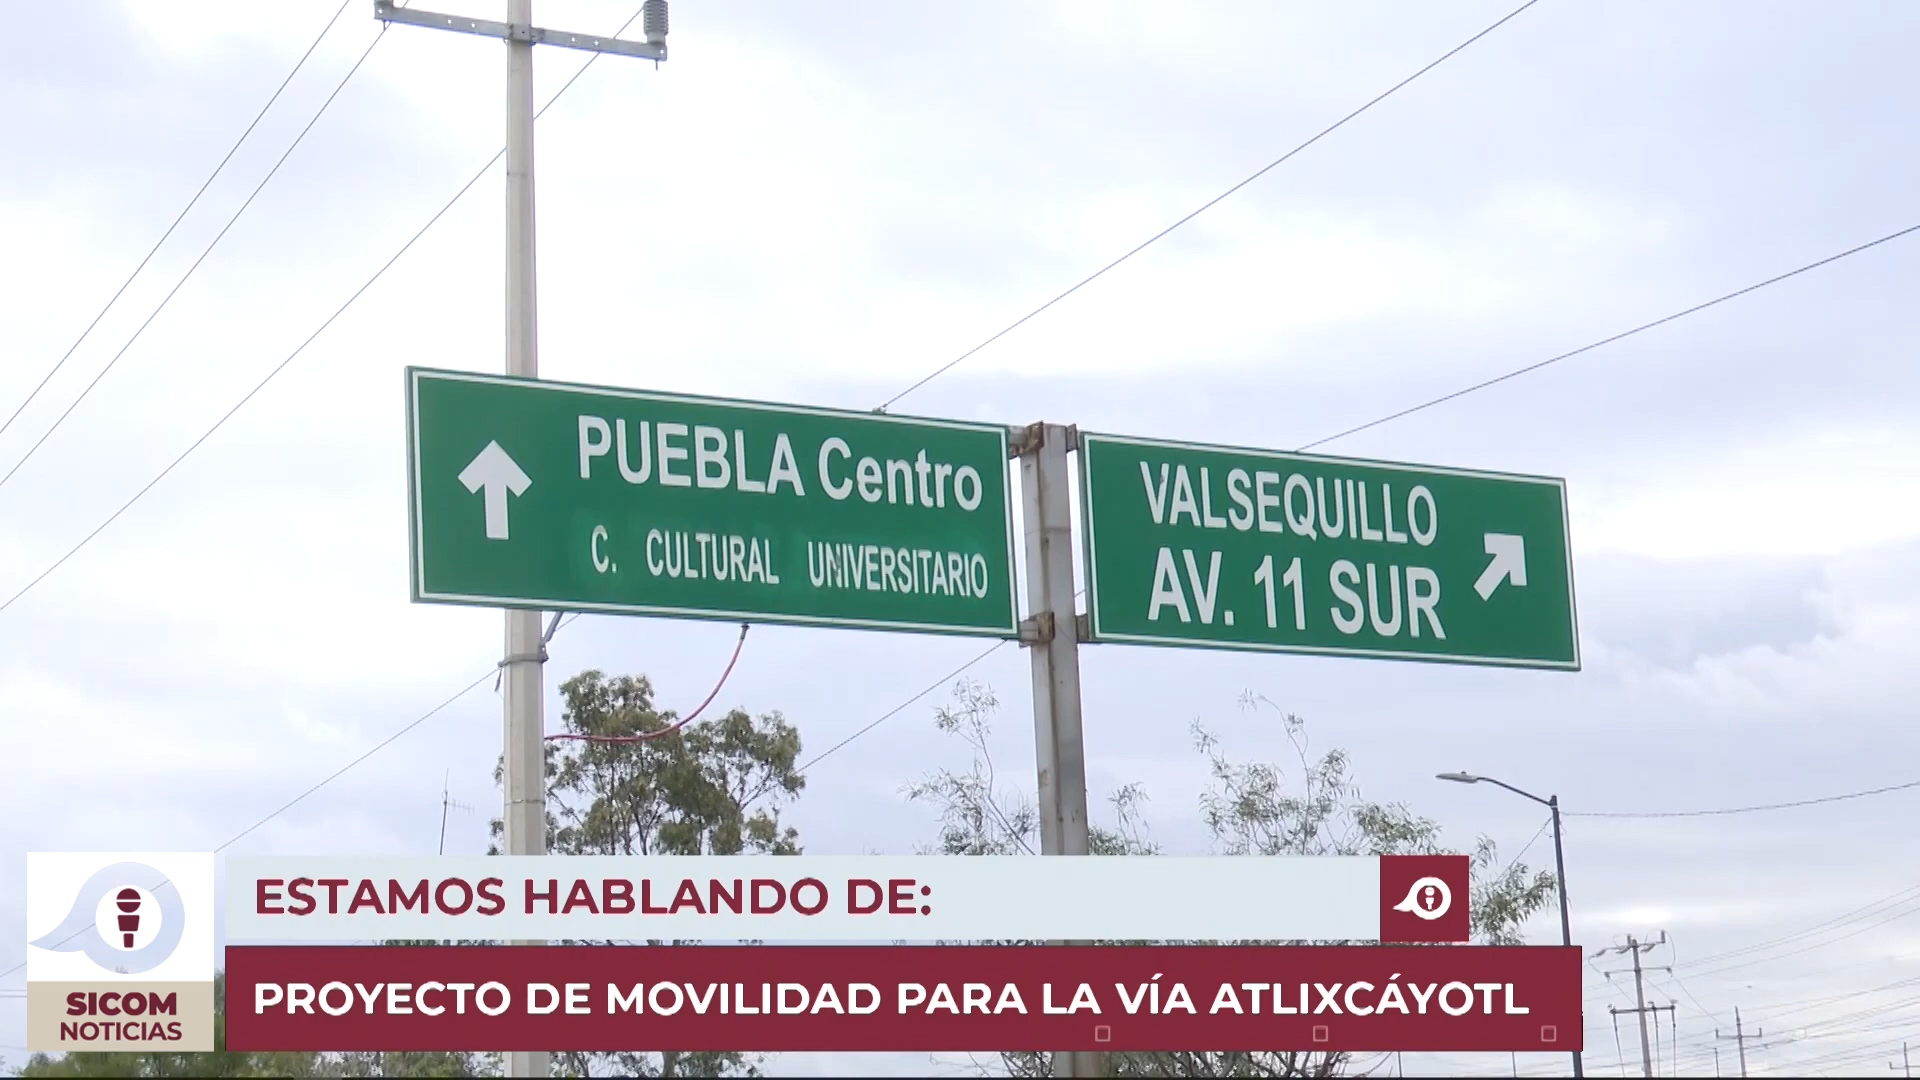 PUEBLA Centro
C. CULTURAL UNIVERSITARIO
VALSEQUILLO
AV. 11 SUR
ESTAMOS HABLANDO DE:
PROYECTO DE MOVILIDAD PARA LA VÍA ATLIXCÁYOTL
SICOM
NOTICIAS